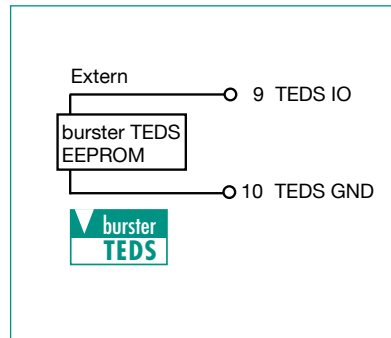 Extern
9 TEDS IO
burster TEDS
EEPROM
10 TEDS GND
burster
TEDS